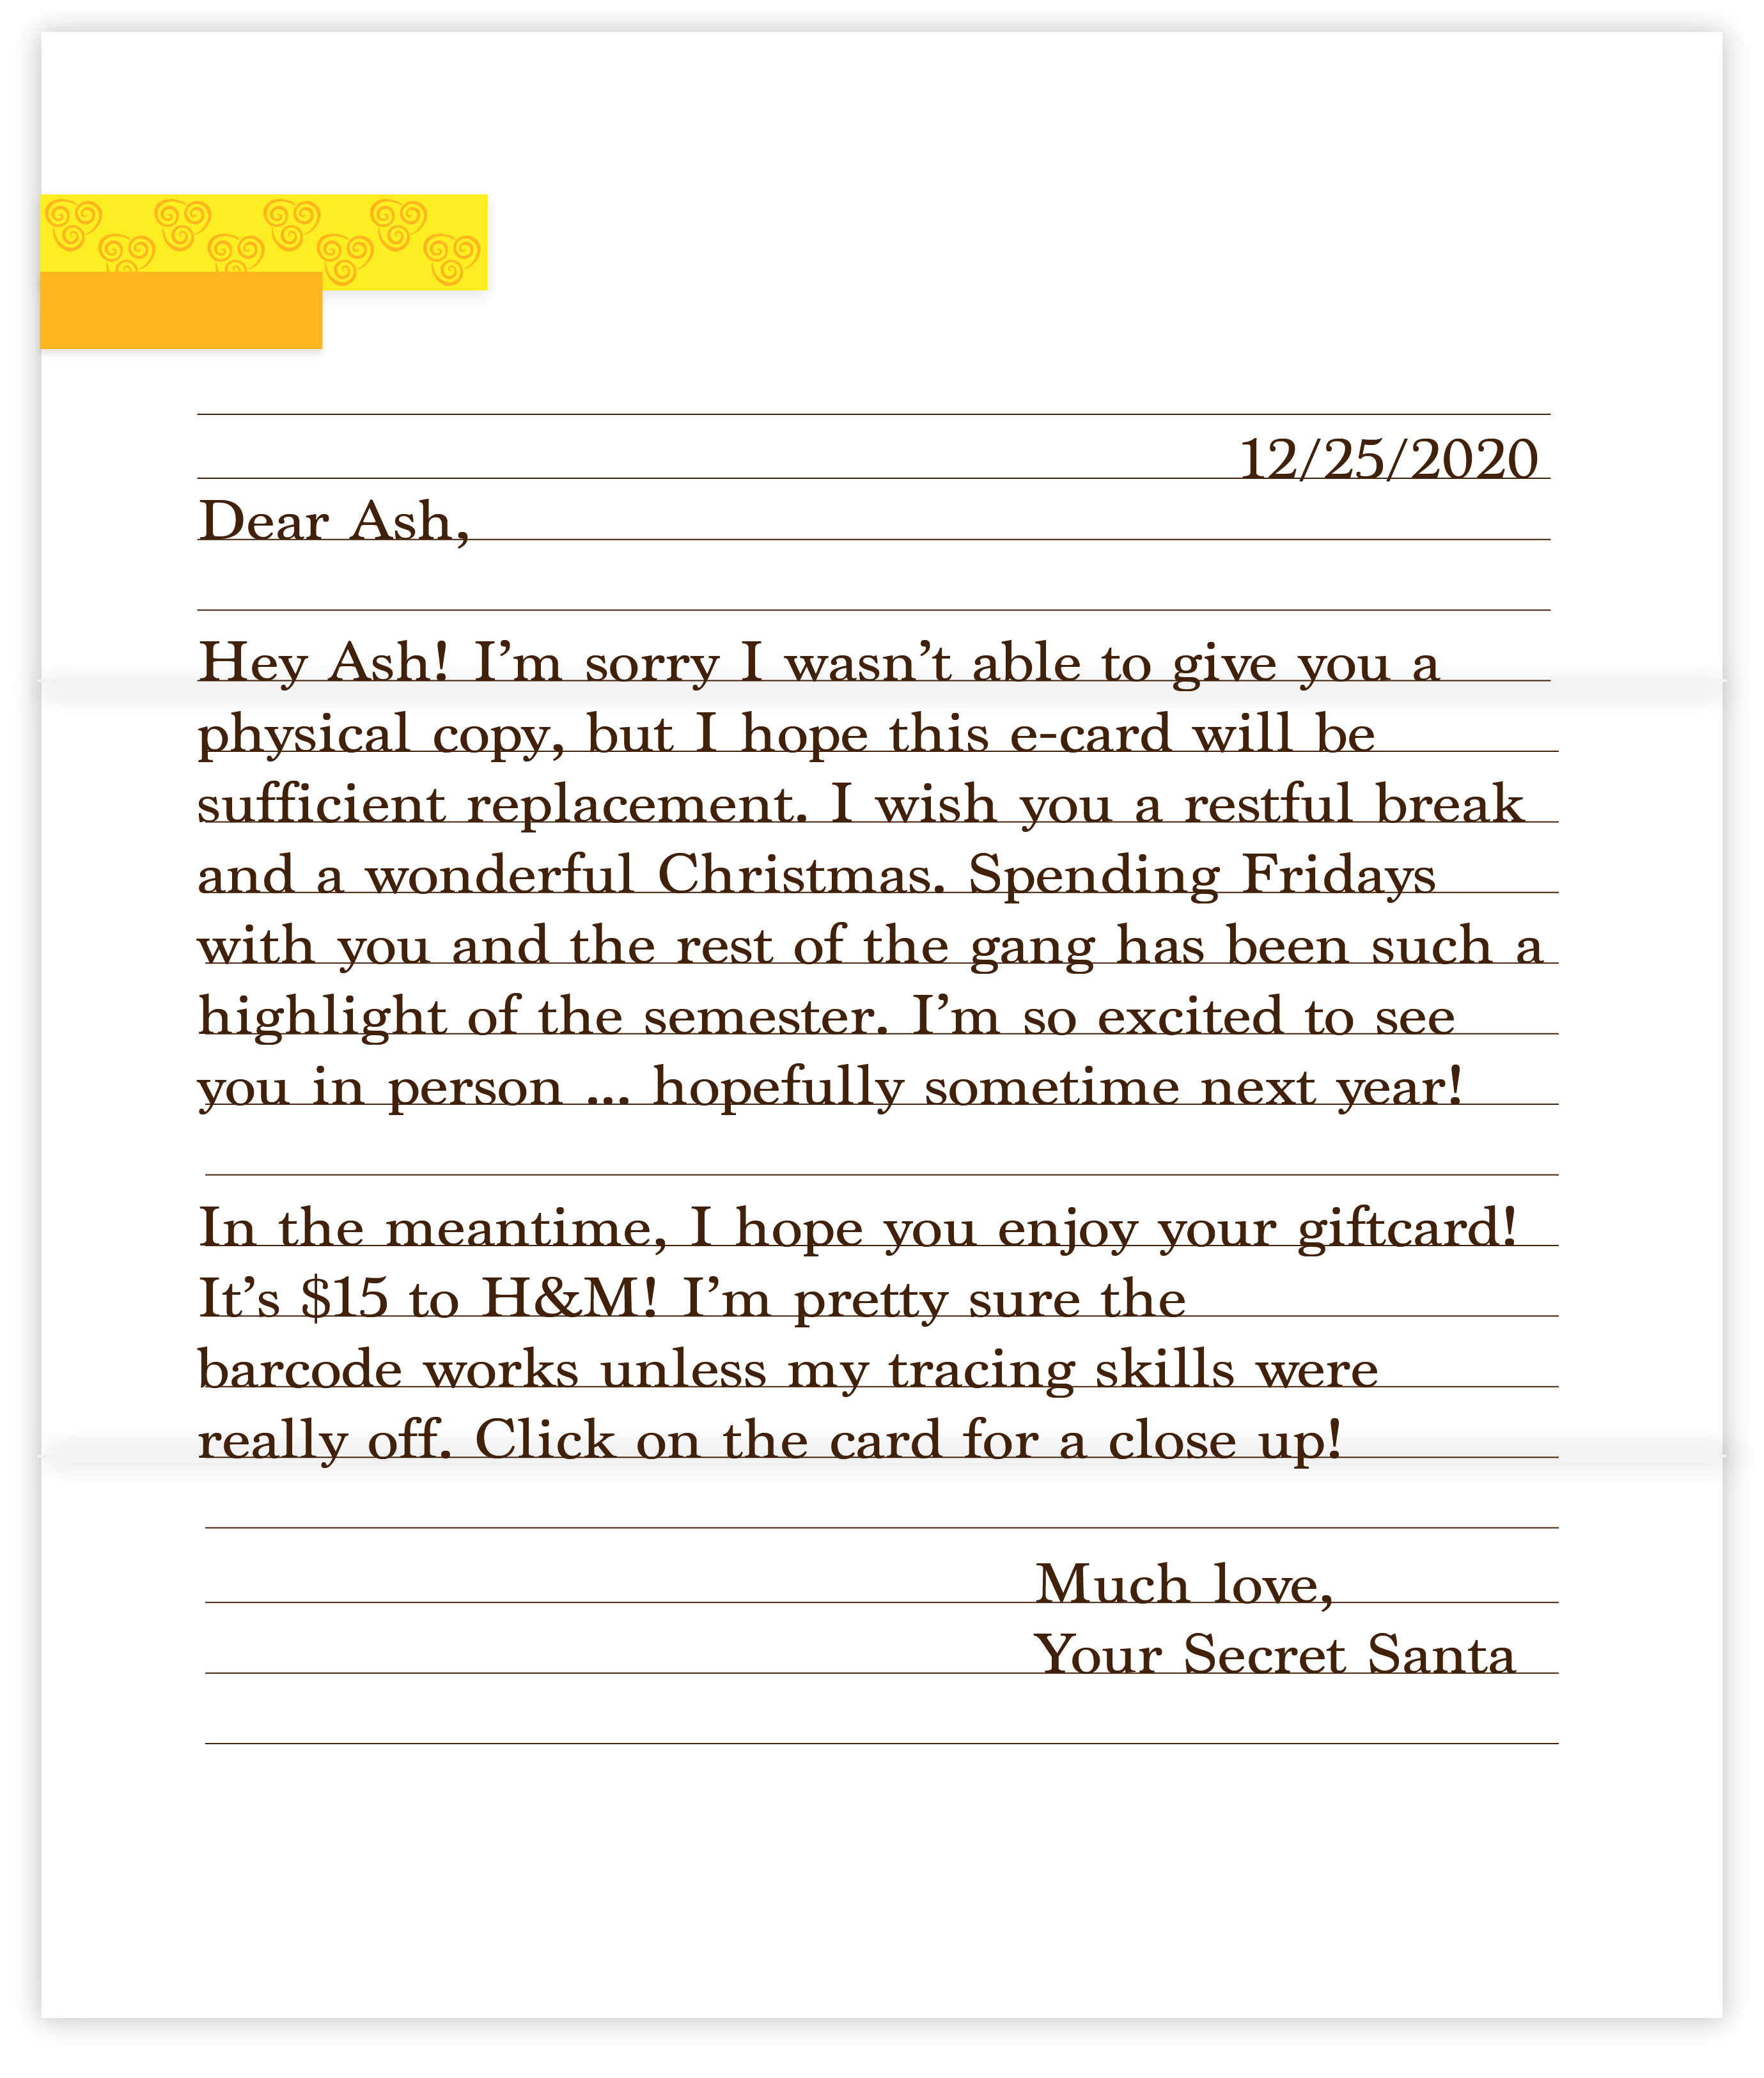 12/25/2020
Dear Ash,
Hey Ash! I’m sorry I wasn’t able to give you a
physical copy, but I hope this e-card will be
sufficient replacement. I wish you a restful break
and a wonderful Christmas. Spending Fridays
with you and the rest of the gang has been such a
highlight of the semester. I’m so excited to see
you in person ... hopefully sometime next year!
In the meantime, I hope you enjoy your giftcard!
It’s $15 to H&M! I’m pretty sure the
barcode works unless my tracing skills were
really off. Click on the card for a close up!
Much love,
Your Secret Santa